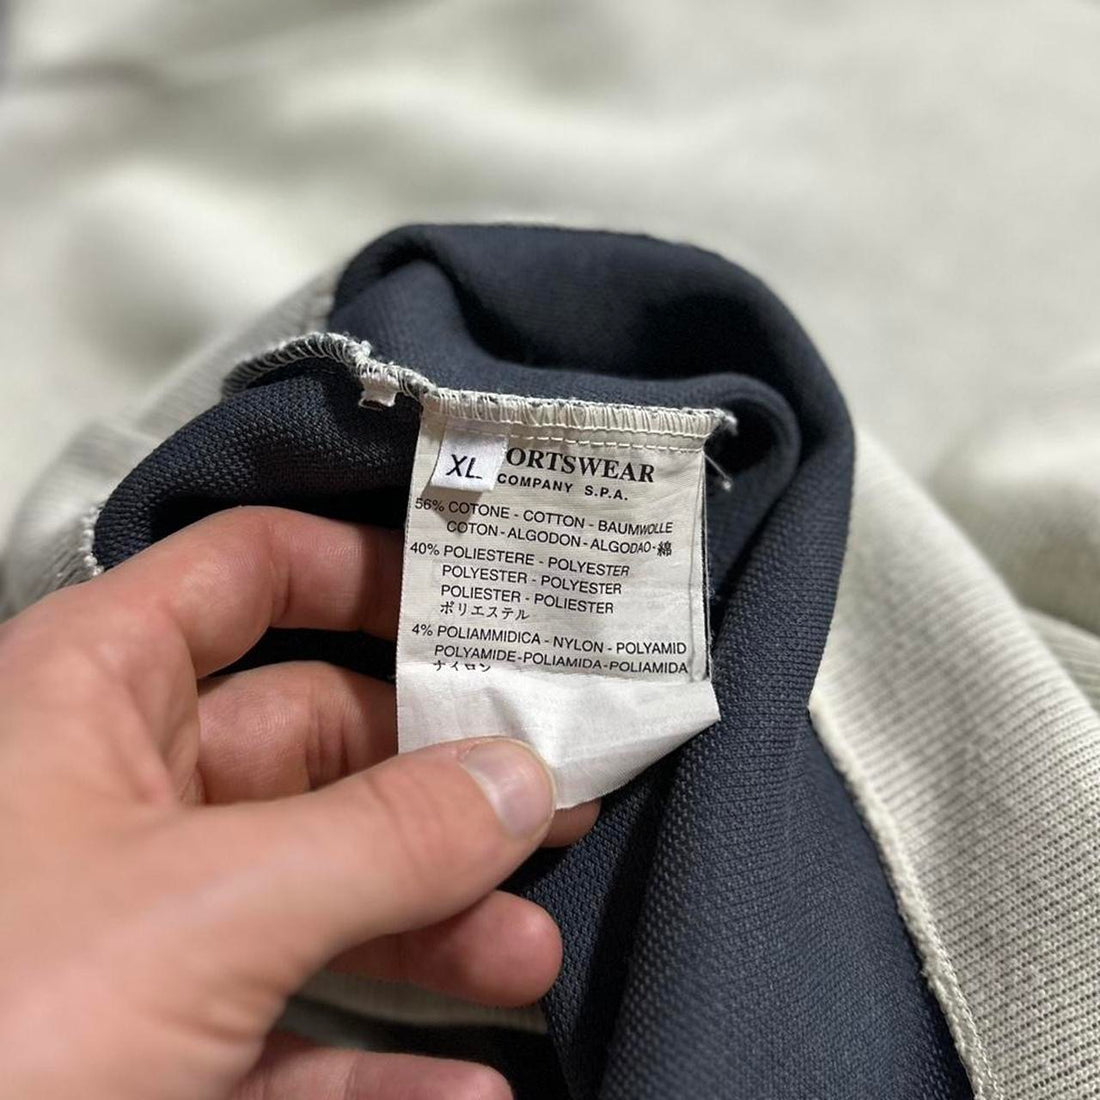 XL
ORTSWEAR
COMPANY S.P.A.
56% COTONE - COTTON - BAUMWOLLE
COTON - ALGODON - ALGODAO - 綿
40% POLIESTERE - POLYESTER
POLYESTER - POLYESTER
POLIESTER - POLIESTER
ポリエステル
4% POLIAMMIDICA - NYLON - POLYAMID
POLYAMIDE - POLIAMIDA - POLIAMIDA
ナイロン